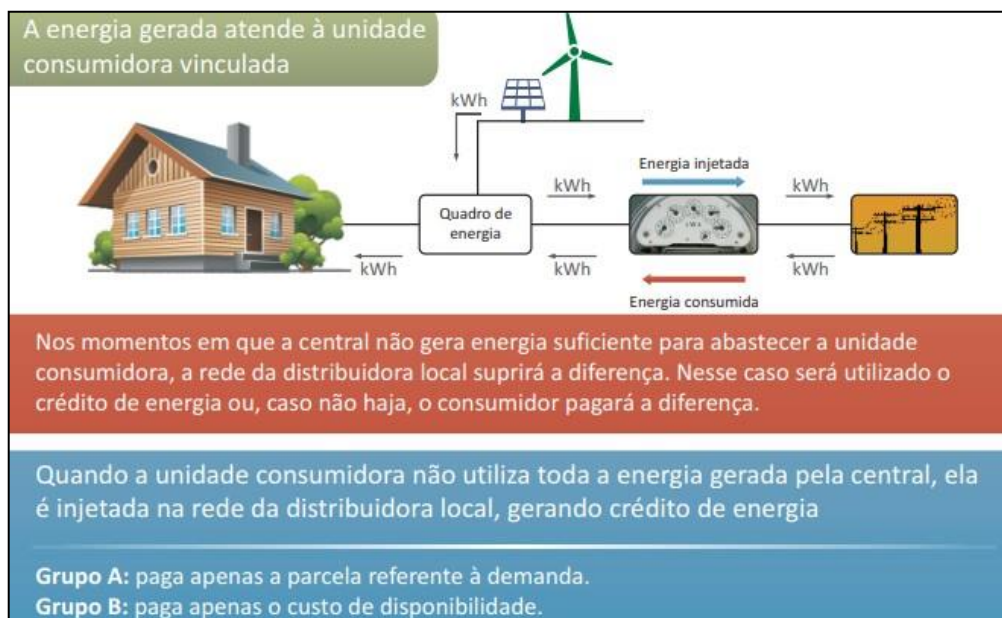 A energia gerada atende à unidade
consumidora vinculada
kWh
Energia injetada
kWh
kWh
Quadro de
energia
kWh
kWh
kWh
Energia consumida
Nos momentos em que a central não gera energia suficiente para abastecer a unidade
consumidora, a rede da distribuidora local suprirá a diferença. Nesse caso será utilizado o
crédito de energia ou, caso não haja, o consumidor pagará a diferença.
Quando a unidade consumidora não utiliza toda a energia gerada pela central, ela
é injetada na rede da distribuidora local, gerando crédito de energia
Grupo A: paga apenas a parcela referente à demanda.
Grupo B: paga apenas o custo de disponibilidade.